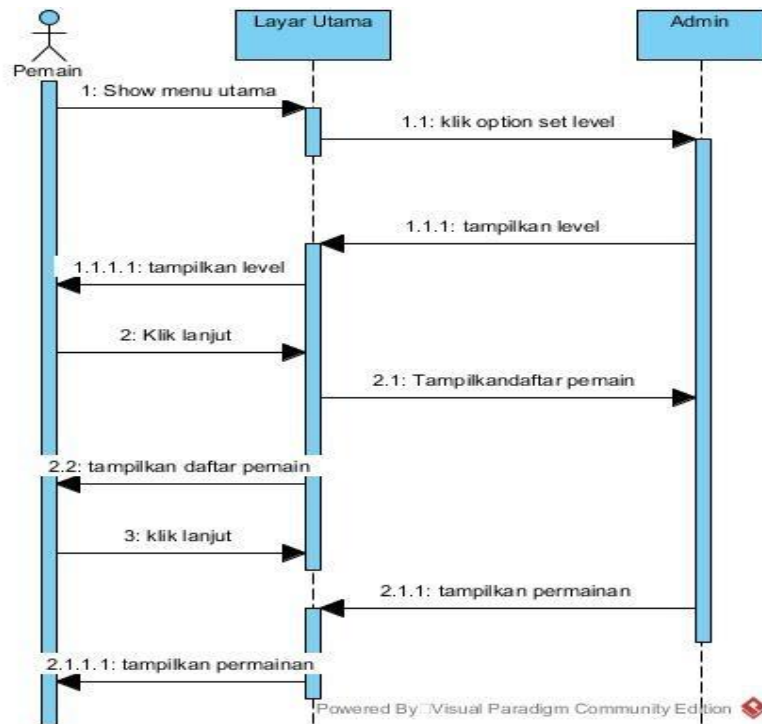 Layar Utama
Admin
Pemain
1: Show menu utama
1.1: klik option set level
1.1.1: tampilkan level
1.1.1.1: tampilkan level
2: Klik lanjut
2.1: Tampilkandaftar pemain
2.2: tampilkan daftar pemain
3: klik lanjut
2.1.1: tampilkan permainan
2.1.1.1: tampilkan permainan
Powered By Visual Paradigm Community Edition